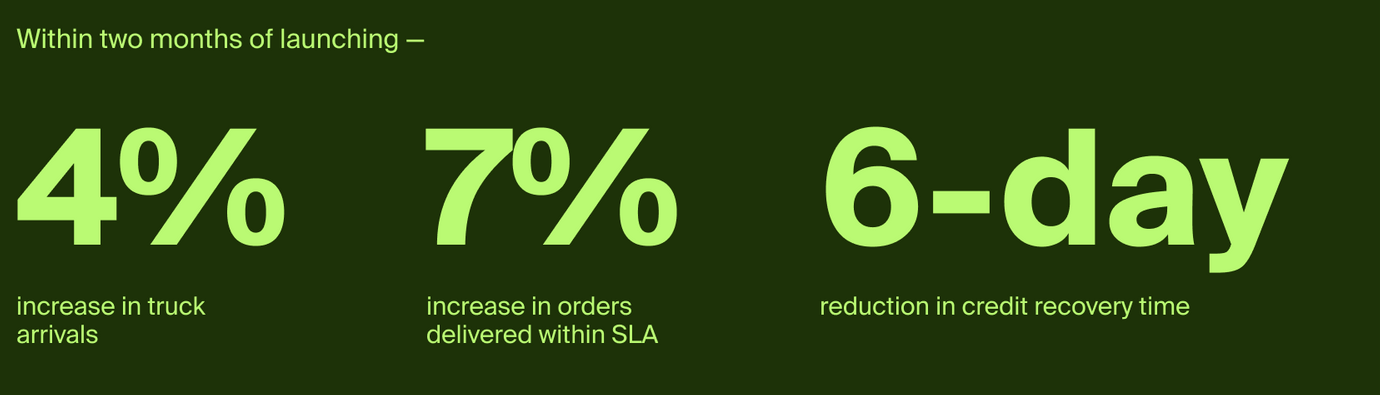 Within two months of launching —
4%
increase in truck
arrivals
7%
increase in orders
delivered within SLA
6-day
reduction in credit recovery time